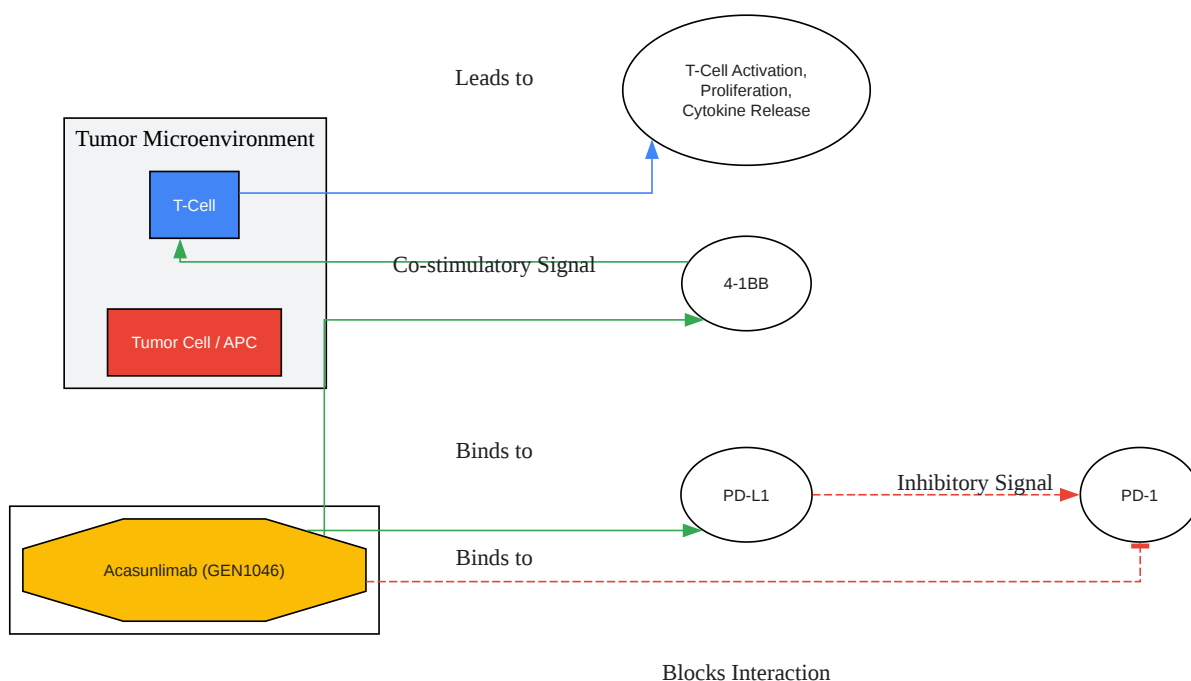 Leads to
T-Cell Activation,
Proliferation,
Cytokine Release
Tumor Microenvironment
T-Cell
Co-stimulatory Signal
4-1BB
Tumor Cell / APC
Binds to
PD-L1
Inhibitory Signal
PD-1
Binds to
Acasunlimab (GEN1046)
Blocks Interaction